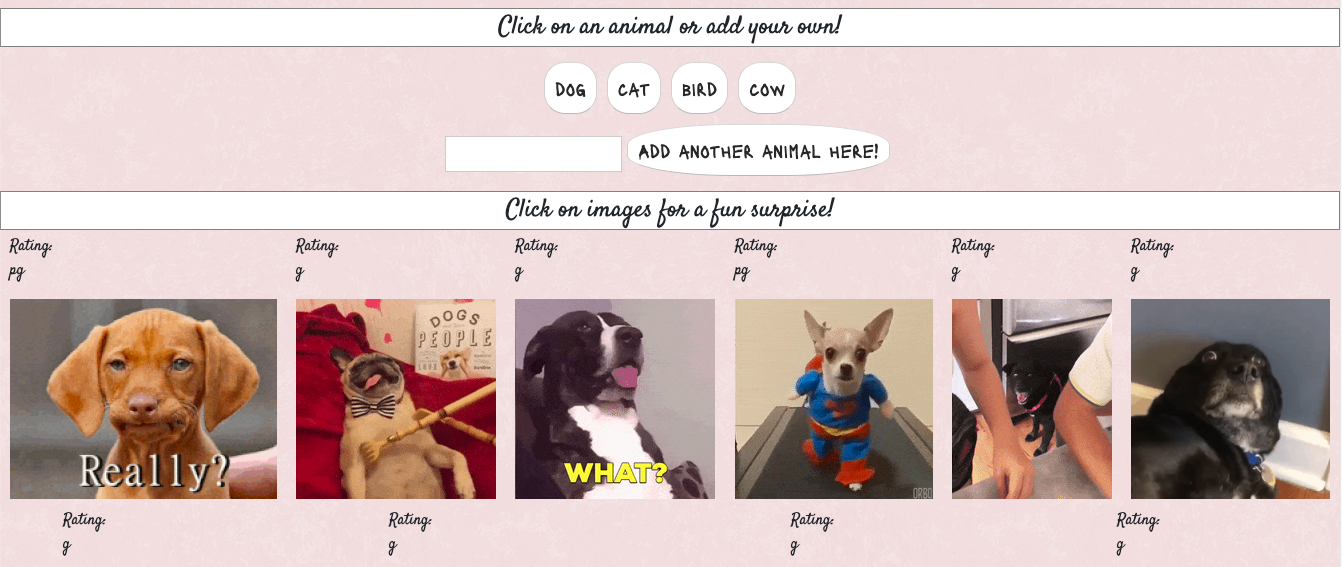 Click on an animal or add your own!
DOG CAT BIRD COW
ADD ANOTHER ANIMAL HERE!
Click on images for a fun surprise!
Rating: Rating: Rating: Rating: Rating: Rating:
pg g g pg g g
DOGS
PEOPLE
Really?
WHAT?
ORBO
Rating: Rating: Rating: Rating:
g g g g